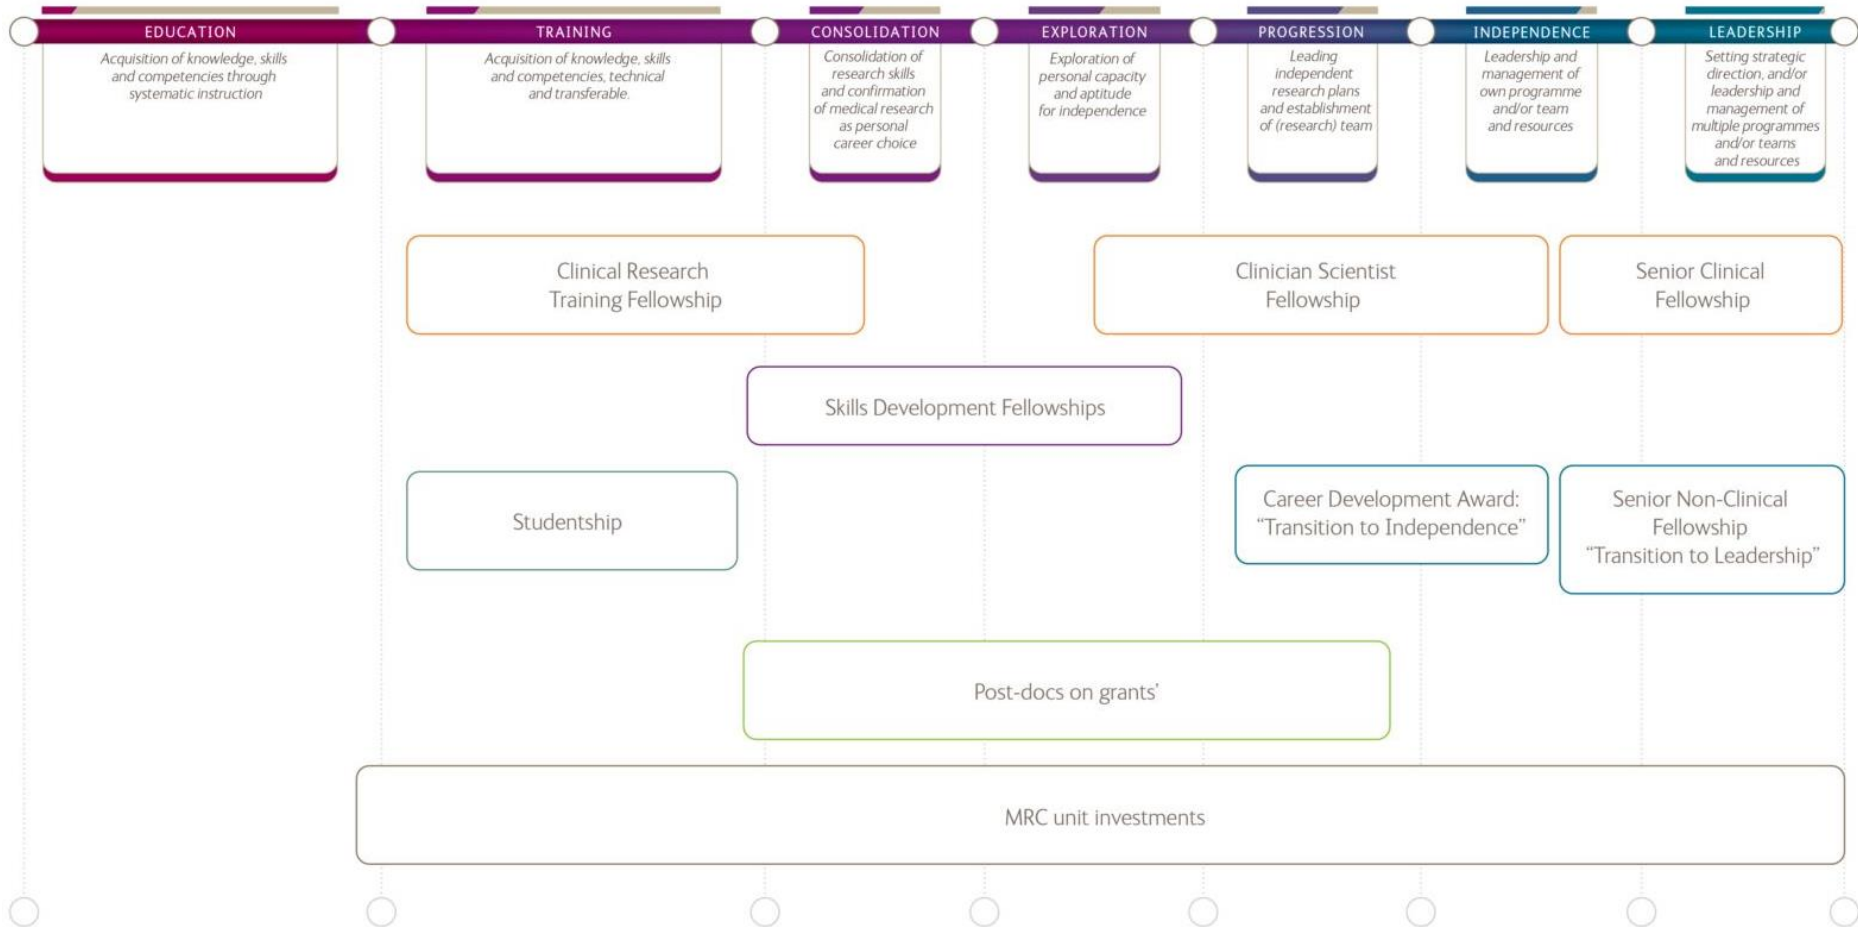 EDUCATION
TRAINING
CONSOLIDATION
EXPLORATION
PROGRESSION
INDEPENDENCE
LEADERSHIP
Acquisition of knowledge, skills
and competencies through
systematic instruction
Acquisition of knowledge, skills
and competencies, technical
and transferable.
Consolidation of
research skills
and confirmation
of medical research
as personal
career choice
Exploration of
personal capacity
and aptitude
for independence
Leading
independent
research plans
and establishment
of (research) team
Leadership and
management of
own programme
and/or team
and resources
Setting strategic
direction, and/or
leadership and
management of
multiple programmes
and/or teams
and resources
Clinical Research
Training Fellowship
Clinician Scientist
Fellowship
Senior Clinical
Fellowship
Skills Development Fellowships
Studentship
Career Development Award:
“Transition to Independence”
Senior Non-Clinical
Fellowship
“Transition to Leadership”
Post-docs on grants’
MRC unit investments